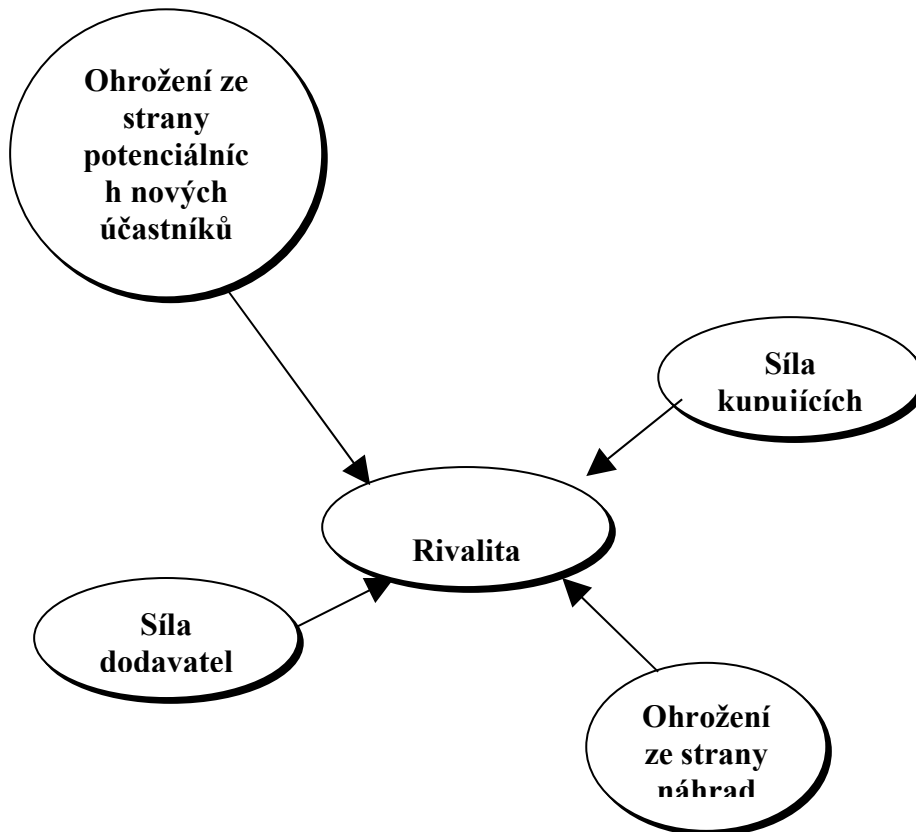 Ohrožení ze
strany
potenciálníc
h nových
účastníků
Síla
kupujících
Rivalita
Síla
dodavatel
Ohrožení
ze strany
náhrad